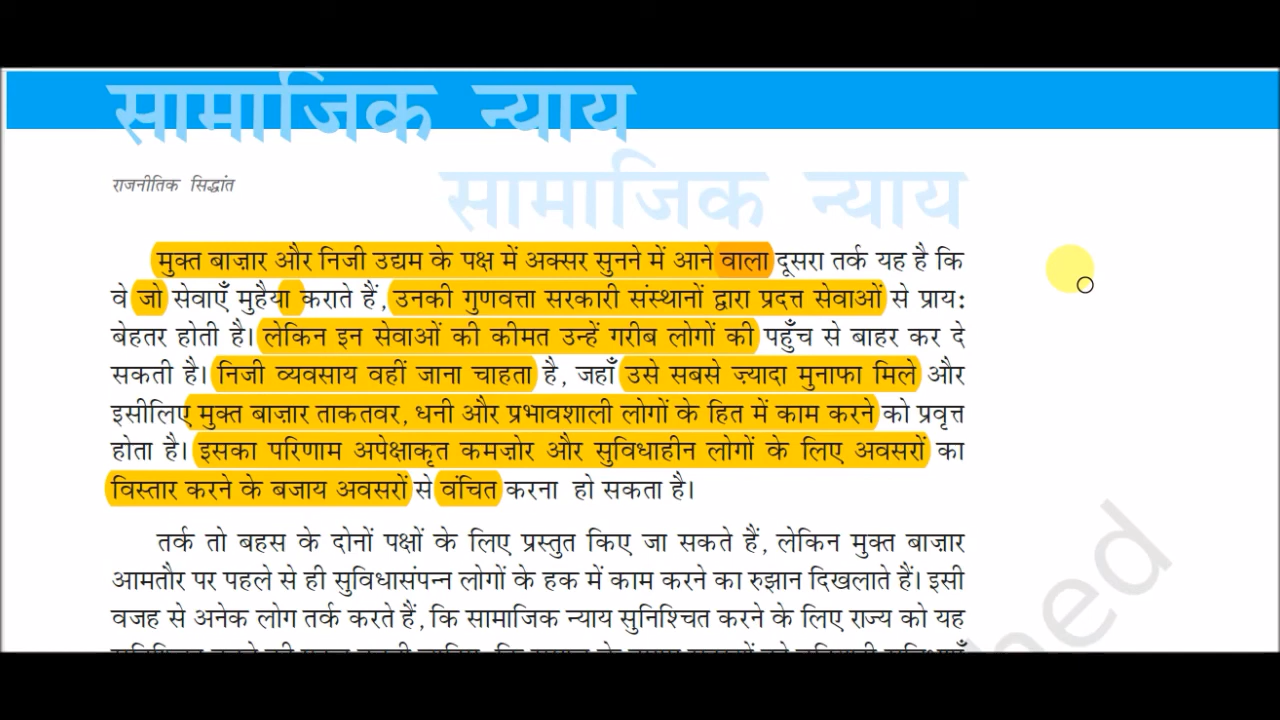 सामाजिक न्याय
राजनीतिक सिद्धांत
सामाजिक न्याय
मुक्त बाज़ार और निजी उद्यम के पक्ष में अक्सर सुनने में आने वाला दूसरा तर्क यह है कि
वे जो सेवाएँ मुहैया कराते हैं, उनकी गुणवत्ता सरकारी संस्थानों द्वारा प्रदत्त सेवाओं से प्राय:
बेहतर होती है। लेकिन इन सेवाओं की कीमत उन्हें गरीब लोगों की पहुँच से बाहर कर दे
सकती है। निजी व्यवसाय वहीं जाना चाहता है, जहाँ उसे सबसे ज़्यादा मुनाफा मिले और
इसीलिए मुक्त बाज़ार ताकतवर, धनी और प्रभावशाली लोगों के हित में काम करने को प्रवृत्त
होता है। इसका परिणाम अपेक्षाकृत कमज़ोर और सुविधाहीन लोगों के लिए अवसरों का
विस्तार करने के बजाय अवसरों से वंचित करना हो सकता है।
तर्क तो बहस के दोनों पक्षों के लिए प्रस्तुत किए जा सकते हैं, लेकिन मुक्त बाज़ार
आमतौर पर पहले से ही सुविधासंपन्न लोगों के हक में काम करने का रुझान दिखलाते हैं। इसी
वजह से अनेक लोग तर्क करते हैं, कि सामाजिक न्याय सुनिश्चित करने के लिए राज्य को यह